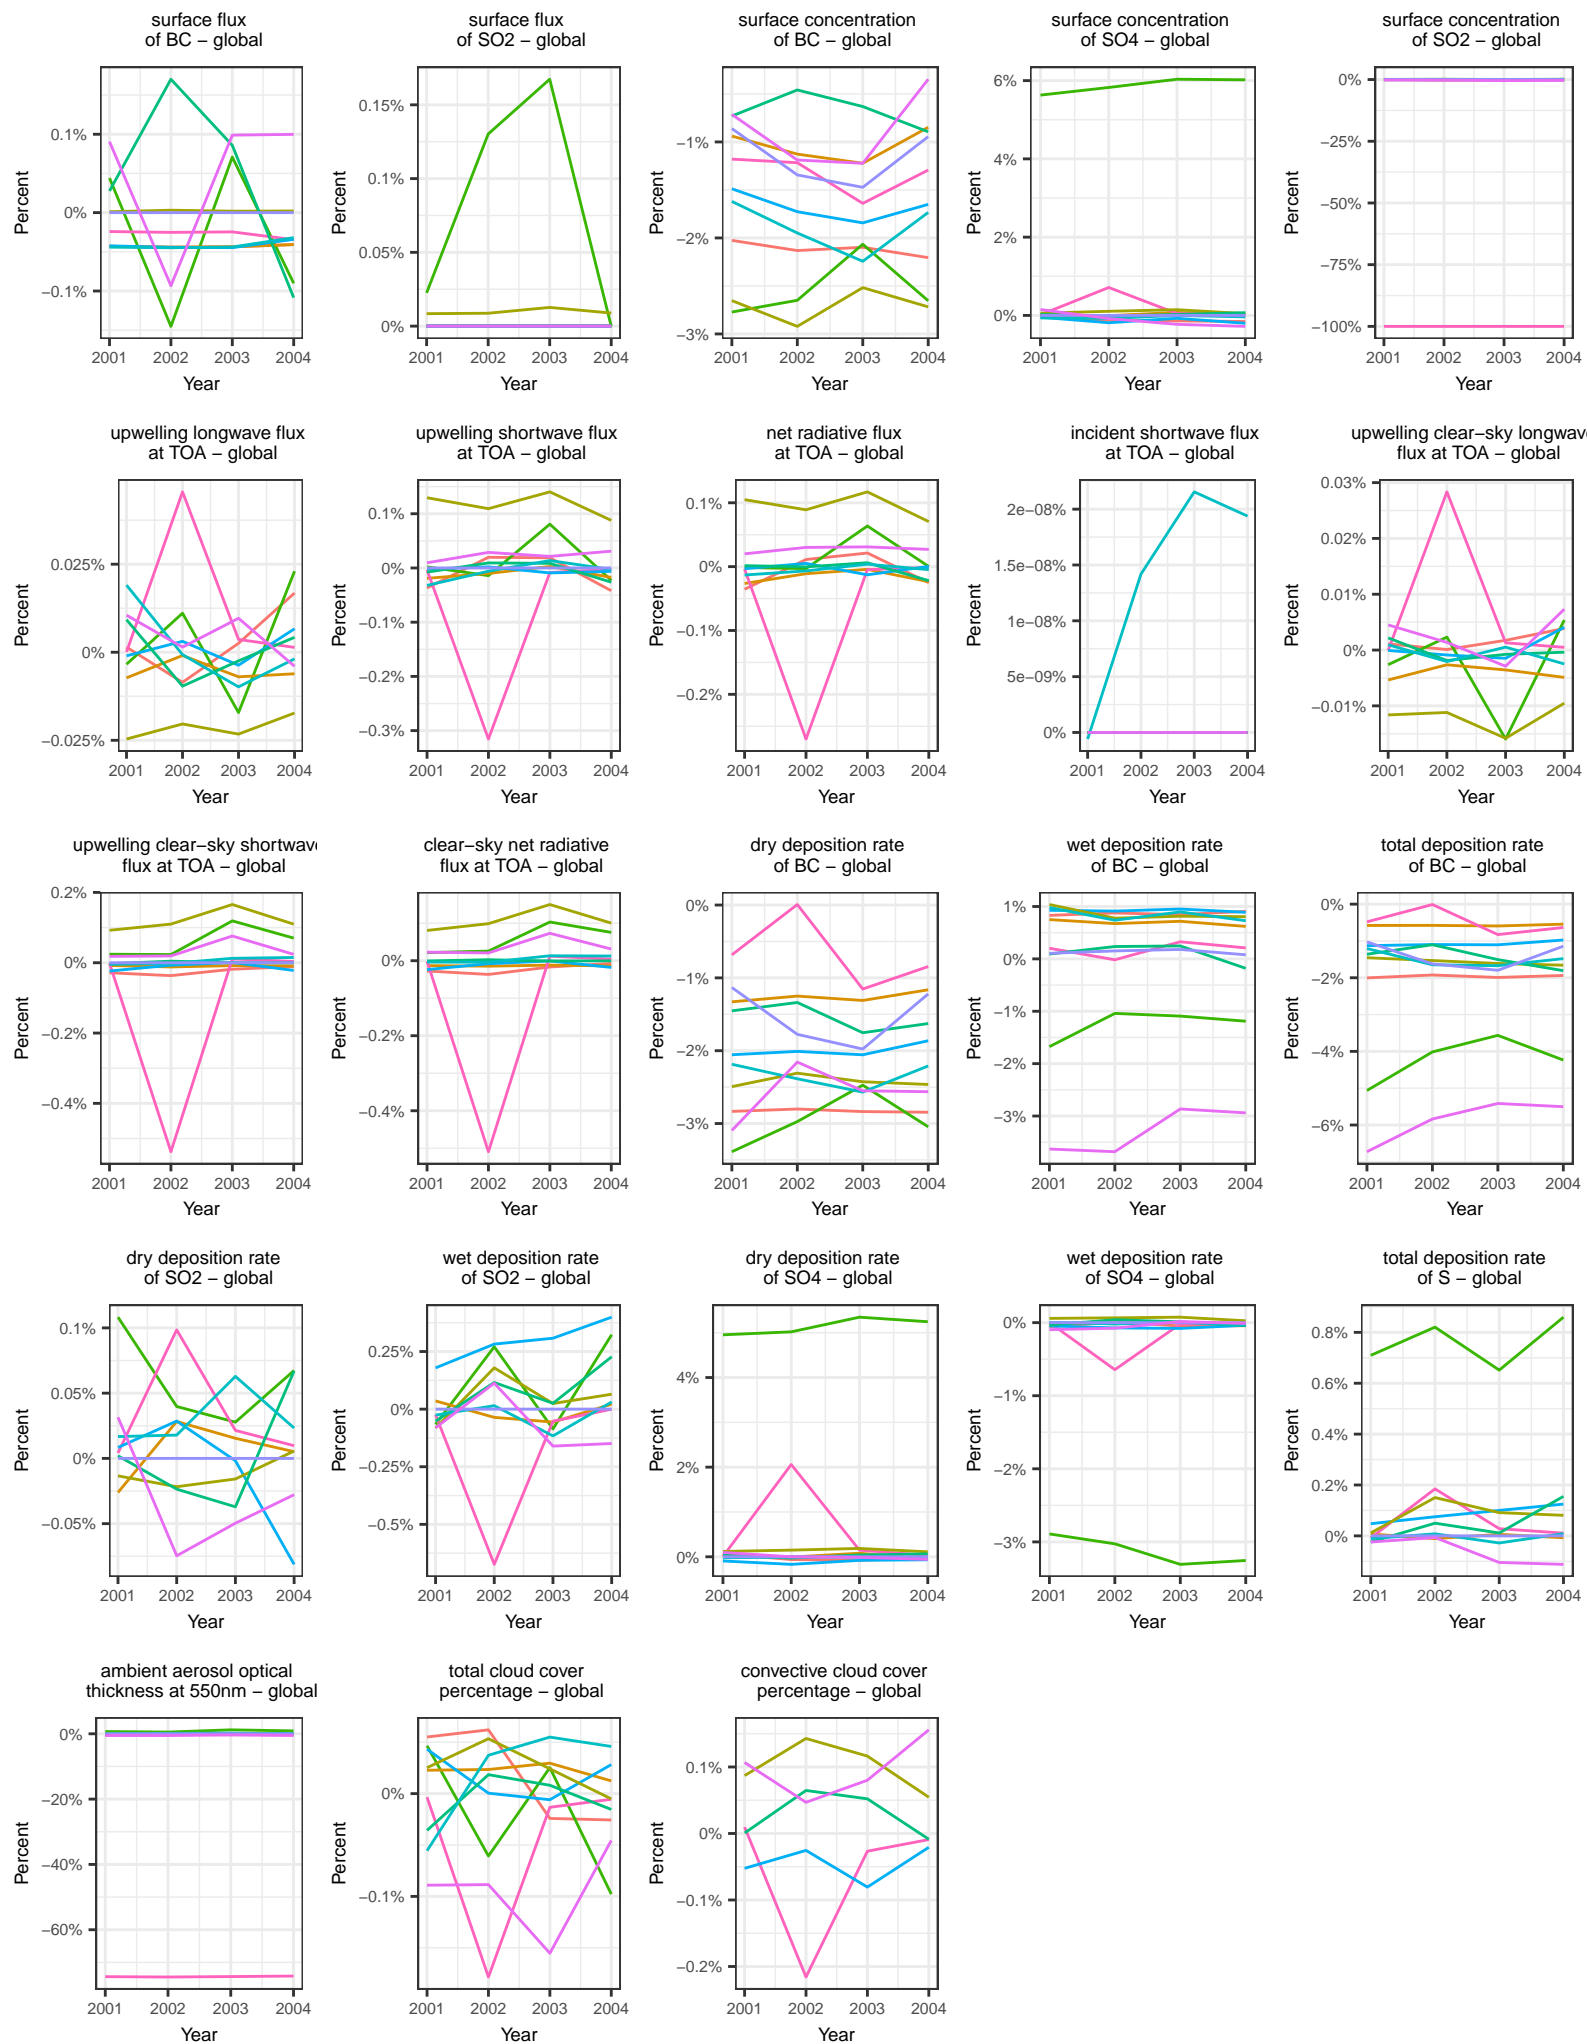 surface flux
of BC − global
surface flux
of SO2 − global
surface concentration
of BC − global
surface concentration
of SO4 − global
surface concentration
of SO2 − global
Percent
0.1%
0%
−0.1%
2001 2002 2003 2004
Year
Percent
0.15%
0.1%
0.05%
0%
2001 2002 2003 2004
Year
Percent
−1%
−2%
−3%
2001 2002 2003 2004
Year
Percent
6%
4%
2%
0%
2001 2002 2003 2004
Year
Percent
0%
−25%
−50%
−75%
−100%
2001 2002 2003 2004
Year
upwelling longwave flux
at TOA − global
upwelling shortwave flux
at TOA − global
net radiative flux
at TOA − global
incident shortwave flux
at TOA − global
upwelling clear−sky longwave
flux at TOA − global
Percent
0.025%
0%
−0.025%
2001 2002 2003 2004
Year
Percent
0.1%
0%
−0.1%
−0.2%
−0.3%
2001 2002 2003 2004
Year
Percent
0.1%
0%
−0.1%
−0.2%
2001 2002 2003 2004
Year
Percent
2e−08%
1.5e−08%
1e−08%
5e−09%
0%
2001 2002 2003 2004
Year
Percent
0.03%
0.02%
0.01%
0%
−0.01%
2001 2002 2003 2004
Year
upwelling clear−sky shortwave
flux at TOA − global
clear−sky net radiative
flux at TOA − global
dry deposition rate
of BC − global
wet deposition rate
of BC − global
total deposition rate
of BC − global
Percent
0.2%
0%
−0.2%
−0.4%
2001 2002 2003 2004
Year
Percent
0%
−0.2%
−0.4%
2001 2002 2003 2004
Year
Percent
0%
−1%
−2%
−3%
2001 2002 2003 2004
Year
Percent
1%
0%
−1%
−2%
−3%
2001 2002 2003 2004
Year
Percent
0%
−2%
−4%
−6%
2001 2002 2003 2004
Year
dry deposition rate
of SO2 − global
wet deposition rate
of SO2 − global
dry deposition rate
of SO4 − global
wet deposition rate
of SO4 − global
total deposition rate
of S − global
Percent
0.1%
0.05%
0%
−0.05%
2001 2002 2003 2004
Year
Percent
0.25%
0%
−0.25%
−0.5%
2001 2002 2003 2004
Year
Percent
4%
2%
0%
2001 2002 2003 2004
Year
Percent
0%
−1%
−2%
−3%
2001 2002 2003 2004
Year
Percent
0.8%
0.6%
0.4%
0.2%
0%
2001 2002 2003 2004
Year
ambient aerosol optical
thickness at 550nm − global
total cloud cover
percentage − global
convective cloud cover
percentage − global
Percent
0%
−20%
−40%
−60%
2001 2002 2003 2004
Year
Percent
0%
−0.1%
2001 2002 2003 2004
Year
Percent
0.1%
0%
−0.1%
−0.2%
2001 2002 2003 2004
Year